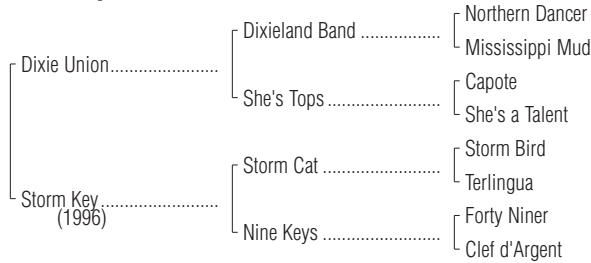 Northern Dancer
Dixieland Band ..................
Mississippi Mud
Dixie Union........................
Capote
She's Tops .........................
She's a Talent
Storm Bird
Storm Cat ..........................
Terlingua
Storm Key..........................
(1996)
Forty Niner
Nine Keys ..........................
Clef d'Argent